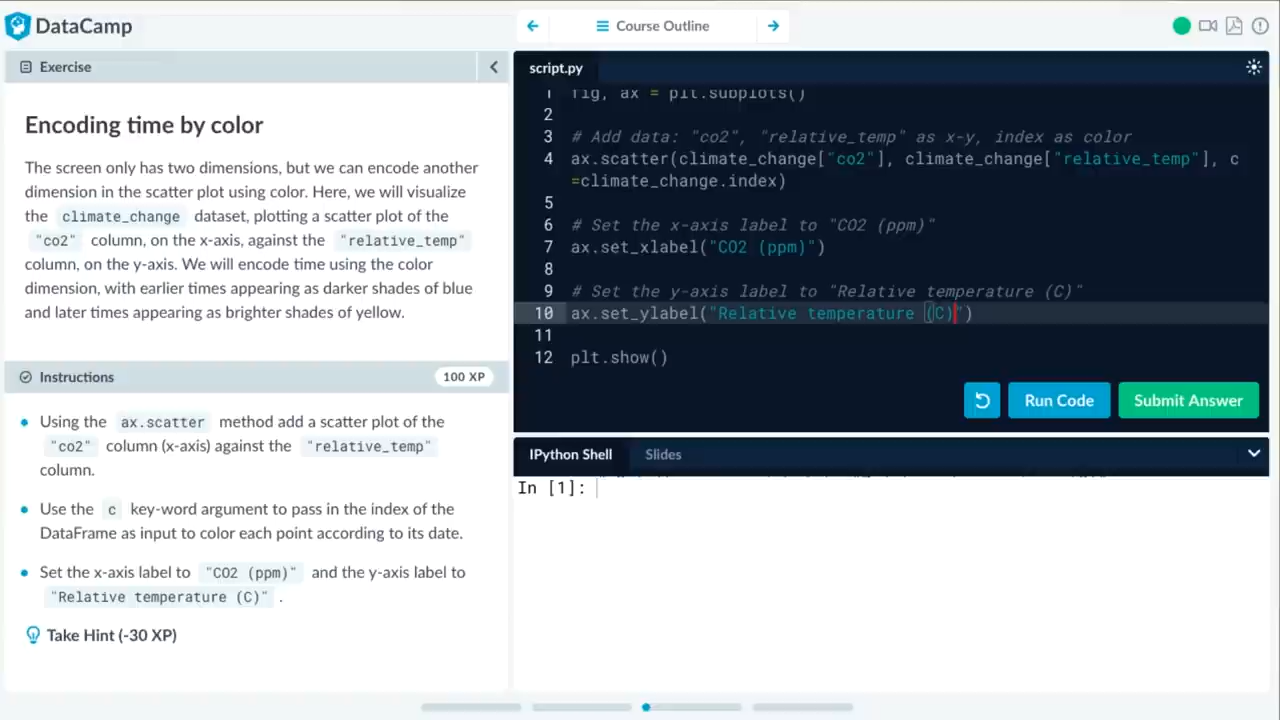 DataCamp
Course Outline
Exercise
Encoding time by color
The screen only has two dimensions, but we can encode another
dimension in the scatter plot using color. Here, we will visualize
the climate_change dataset, plotting a scatter plot of the
"co2" column, on the x-axis, against the "relative_temp"
column, on the y-axis. We will encode time using the color
dimension, with earlier times appearing as darker shades of blue
and later times appearing as brighter shades of yellow.
Instructions
100 XP
Using the ax.scatter method add a scatter plot of the
"co2" column (x-axis) against the "relative_temp"
column.
Use the c key-word argument to pass in the index of the
DataFrame as input to color each point according to its date.
Set the x-axis label to "CO2 (ppm)" and the y-axis label to
"Relative temperature (C)" .
Take Hint (-30 XP)
script.py
1 fig, ax = plt.subplots()
2
3 # Add data: "co2", "relative_temp" as x-y, index as color
4 ax.scatter(climate_change["co2"], climate_change["relative_temp"], c
=climate_change.index)
5
6 # Set the x-axis label to "CO2 (ppm)"
7 ax.set_xlabel("CO2 (ppm)")
8
9 # Set the y-axis label to "Relative temperature (C)"
10 ax.set_ylabel("Relative temperature (C)")
11
12 plt.show()
Run Code
Submit Answer
IPython Shell
Slides
In [1]: